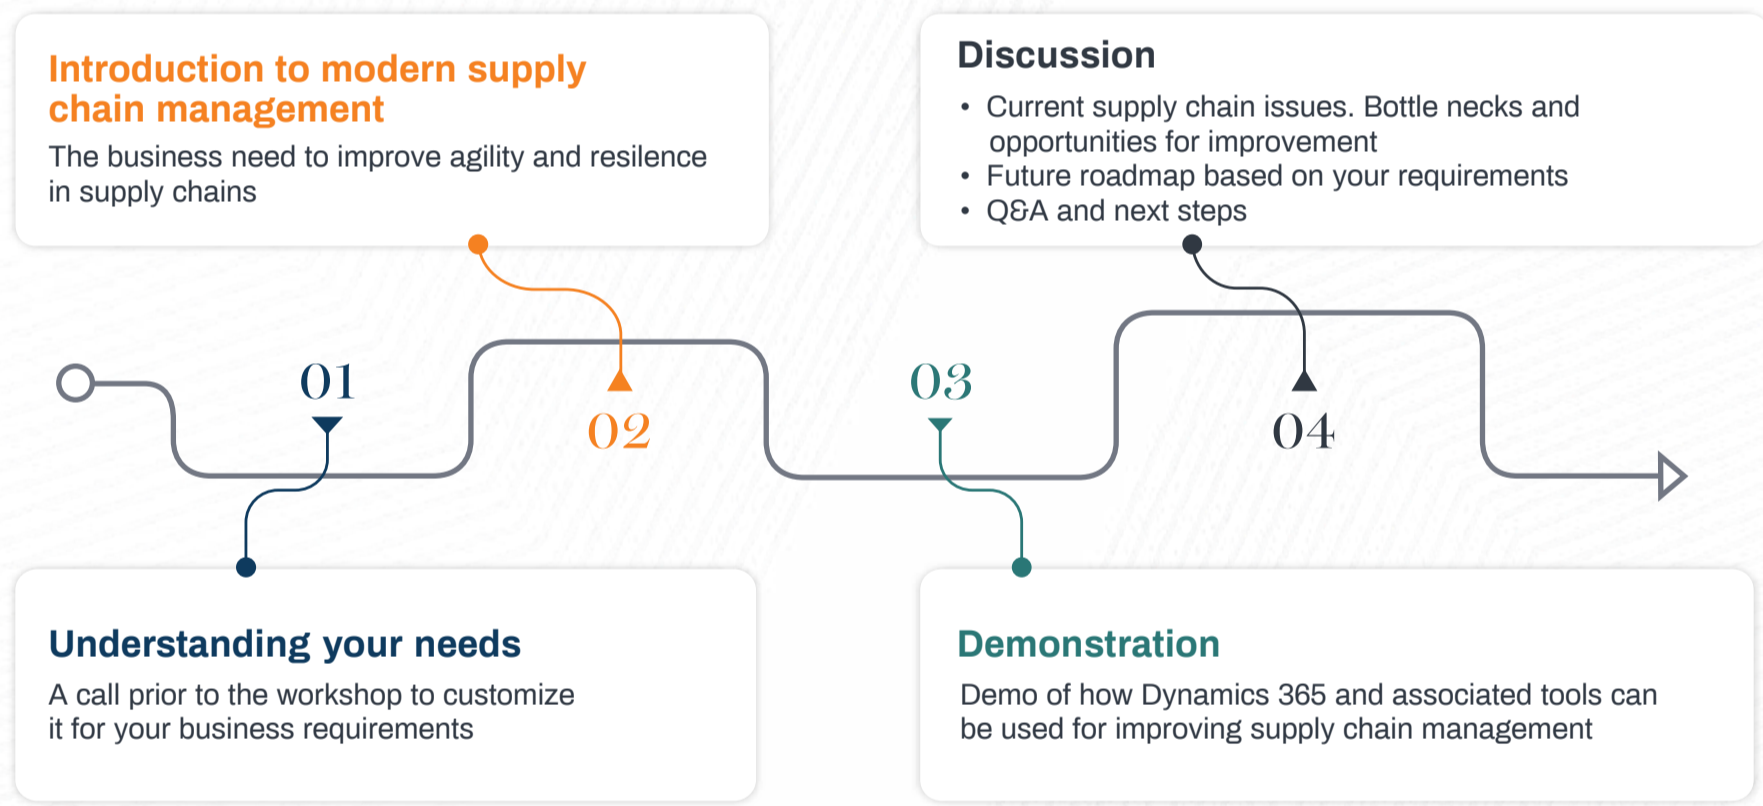 Introduction to modern supply
chain management
The business need to improve agility and resilence
in supply chains
Discussion
• Current supply chain issues. Bottle necks and
opportunities for improvement
• Future roadmap based on your requirements
• Q&A and next steps
01
02
03
04
Understanding your needs
A call prior to the workshop to customize
it for your business requirements
Demonstration
Demo of how Dynamics 365 and associated tools can
be used for improving supply chain management